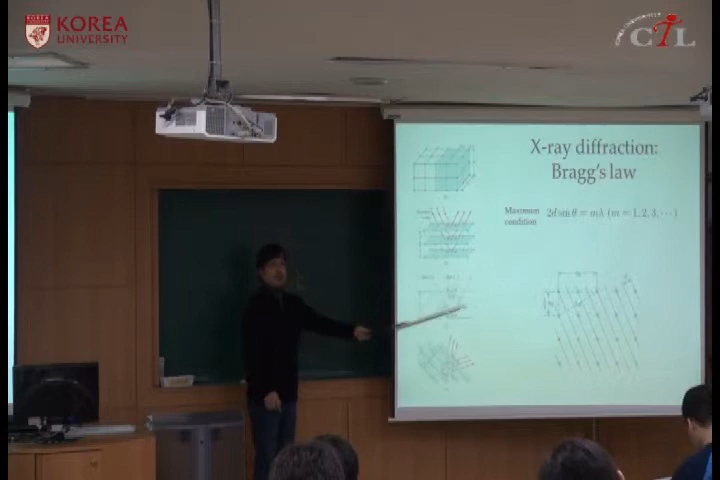 KOREA
UNIVERSITY
CTL
X-ray diffraction:
Bragg's law
Maximum
condition
2d sin θ = mλ (m = 1, 2, 3, ⋯)